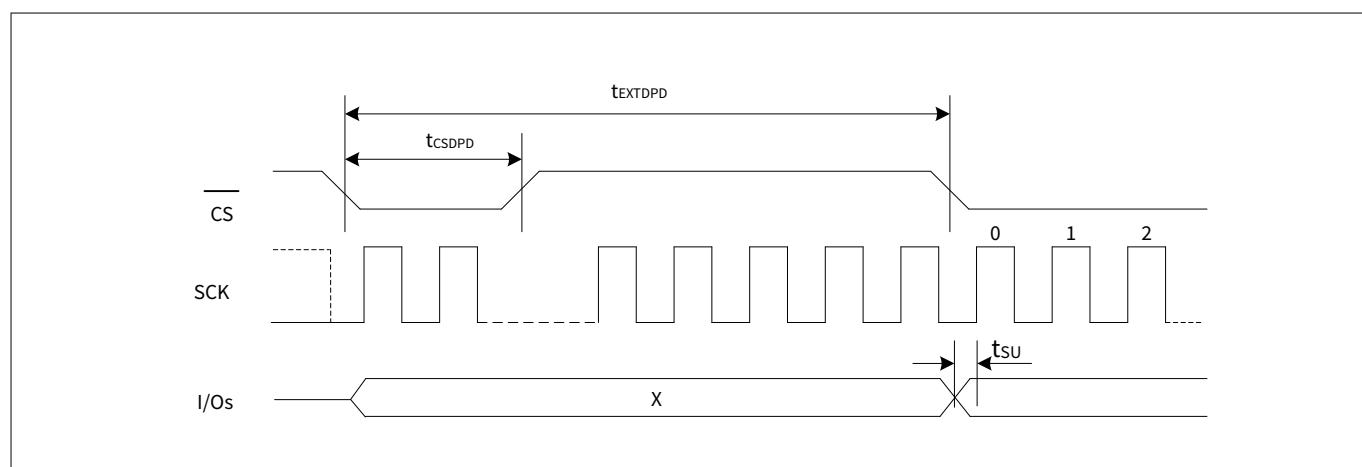 tEXTDPD
tCSDPD
CS
0 1 2
SCK
tSU
I/Os
X